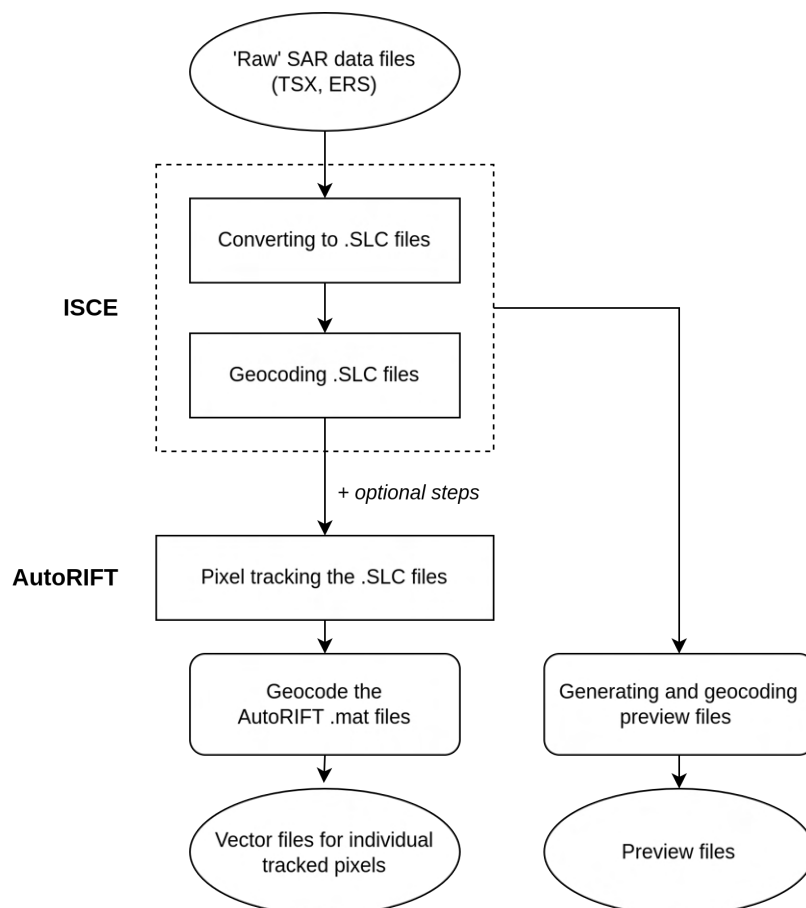 'Raw' SAR data files
(TSX, ERS)
Converting to .SLC files
ISCE
Geocoding .SLC files
+ optional steps
AutoRIFT
Pixel tracking the .SLC files
Geocode the
AutoRIFT .mat files
Generating and geocoding
preview files
Vector files for individual
tracked pixels
Preview files